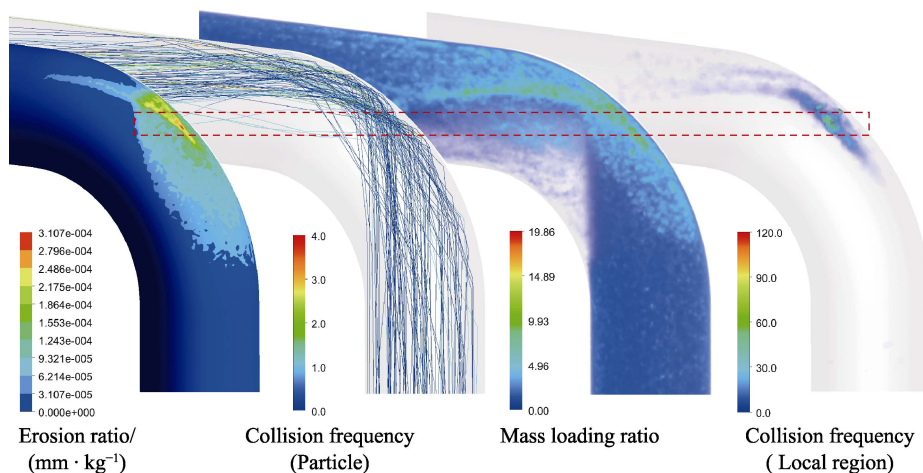 3.107e-004
2.796e-004
2.486e-004
2.175e-004
1.864e-004
1.553e-004
1.243e-004
9.321e-005
6.214e-005
3.107e-005
0.000e+000
Erosion ratio/
(mm · kg⁻¹)
4.0
3.0
2.0
1.0
0.0
Collision frequency
(Particle)
19.86
14.89
9.93
4.96
0.00
Mass loading ratio
120.0
90.0
60.0
30.0
0.0
Collision frequency
( Local region)